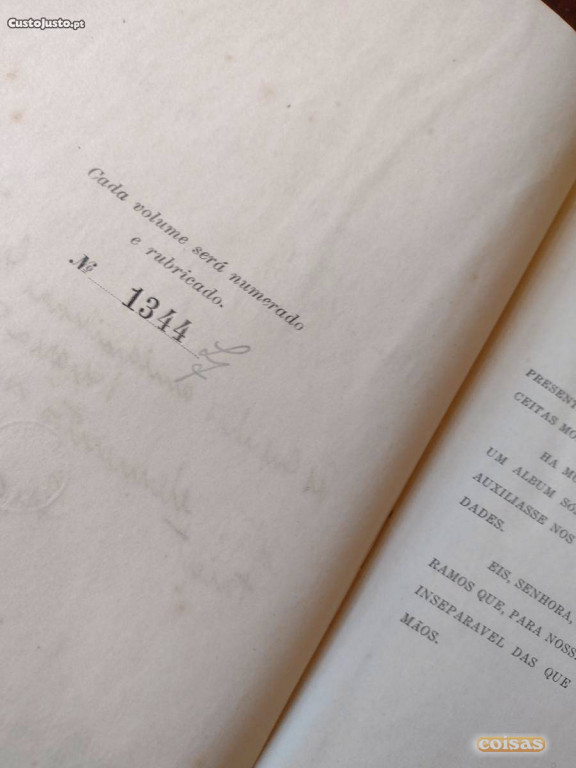 CustoJusto.pt
Cada volume será numerado
e rubricado.
№ 1344
PRESENT
CEITAS MO
HA MU
UM ALBUM SÓ
AUXILIASSE NOS
DADES.
EIS, SENHORA,
RAMOS QUE, PARA NOSS
INSEPARAVEL DAS QUE
MÃOS.
coisas